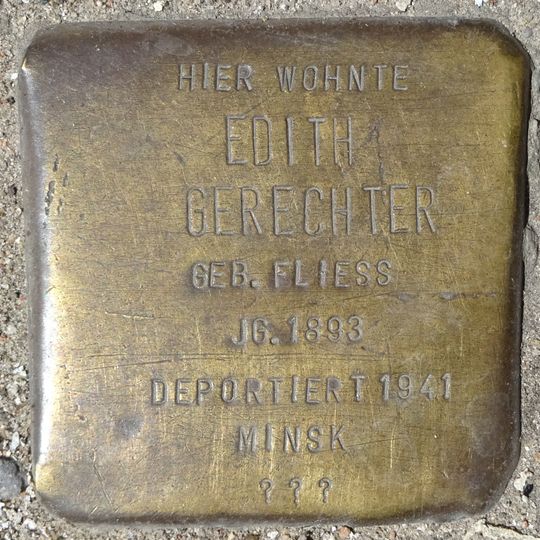 HIER WOHNTE
EDITH
GERECHTER
GEB. FLIESS
JG. 1893
DEPORTIERT 1941
MINSK
???